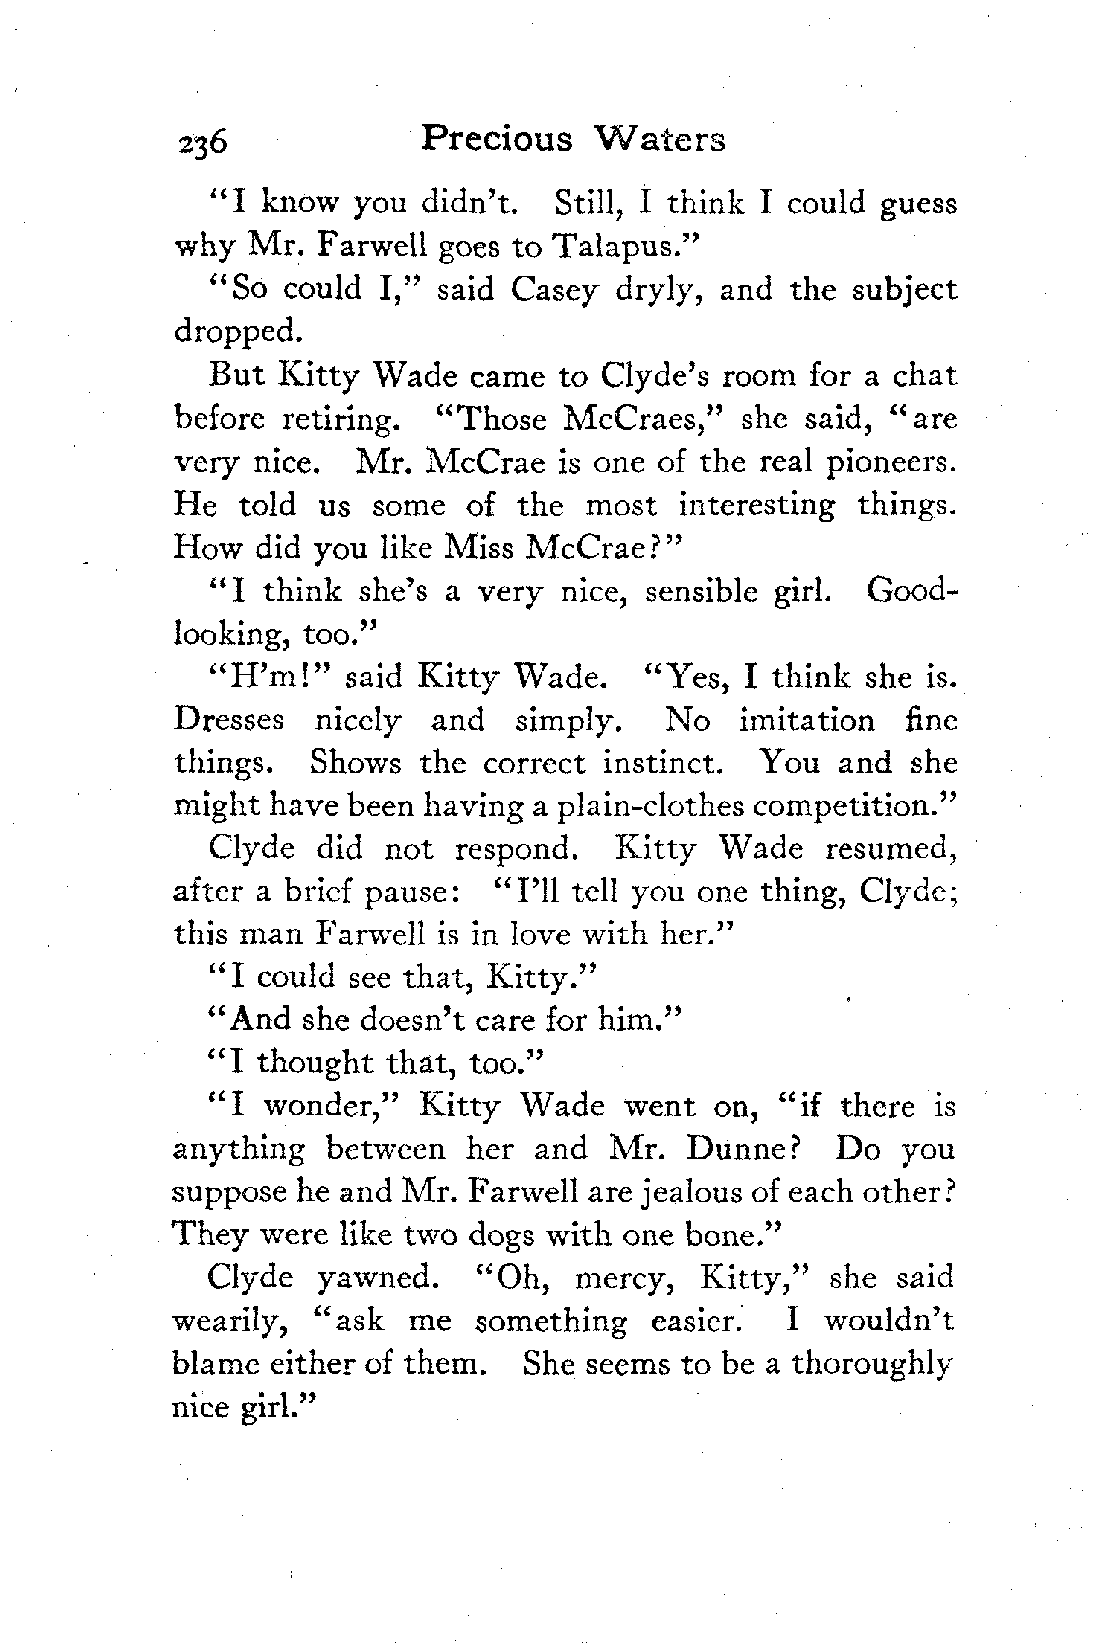 236 Precious Waters
"I know you didn't. Still, I think I could guess
why Mr. Farwell goes to Talapus."
"So could I," said Casey dryly, and the subject
dropped.
But Kitty Wade came to Clyde's room for a chat
before retiring. "Those McCraes," she said, "are
very nice. Mr. McCrae is one of the real pioneers.
He told us some of the most interesting things.
How did you like Miss McCrae?"
"I think she's a very nice, sensible girl. Good-
looking, too."
"H'm!" said Kitty Wade. "Yes, I think she is.
Dresses nicely and simply. No imitation fine
things. Shows the correct instinct. You and she
might have been having a plain-clothes competition."
Clyde did not respond. Kitty Wade resumed,
after a brief pause: "I'll tell you one thing, Clyde;
this man Farwell is in love with her."
"I could see that, Kitty."
"And she doesn't care for him."
"I thought that, too."
"I wonder," Kitty Wade went on, "if there is
anything between her and Mr. Dunne? Do you
suppose he and Mr. Farwell are jealous of each other?
They were like two dogs with one bone."
Clyde yawned. "Oh, mercy, Kitty," she said
wearily, "ask me something easier. I wouldn't
blame either of them. She seems to be a thoroughly
nice girl."